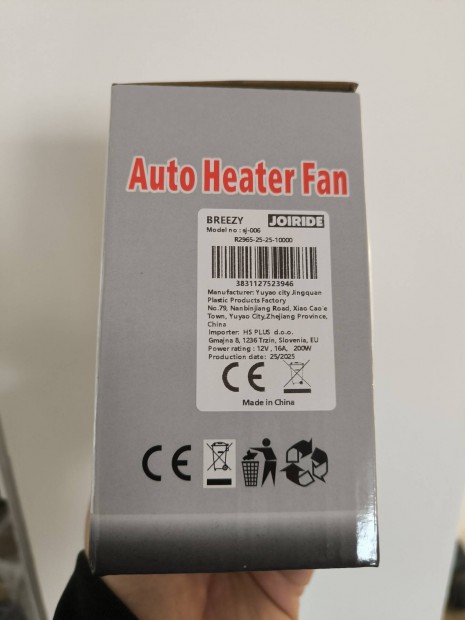 Auto Heater Fan
BREEZY JOIRIDE
Model no : sj-006
R2965-25-25-10000
3831127523946
Manufacturer: Yuyao city Jingquan
Plastic Products Factory
No.79, Nanbinjiang Road, Xiao Cao'e
Town, Yuyao City,Zhejiang Province,
China
Importer: HS PLUS d.o.o.
Gmajna 8, 1236 Trzin, Slovenia, EU
Power rating : 12V , 16A, 200W
Production date: 25/2025
CE
Made in China
CE